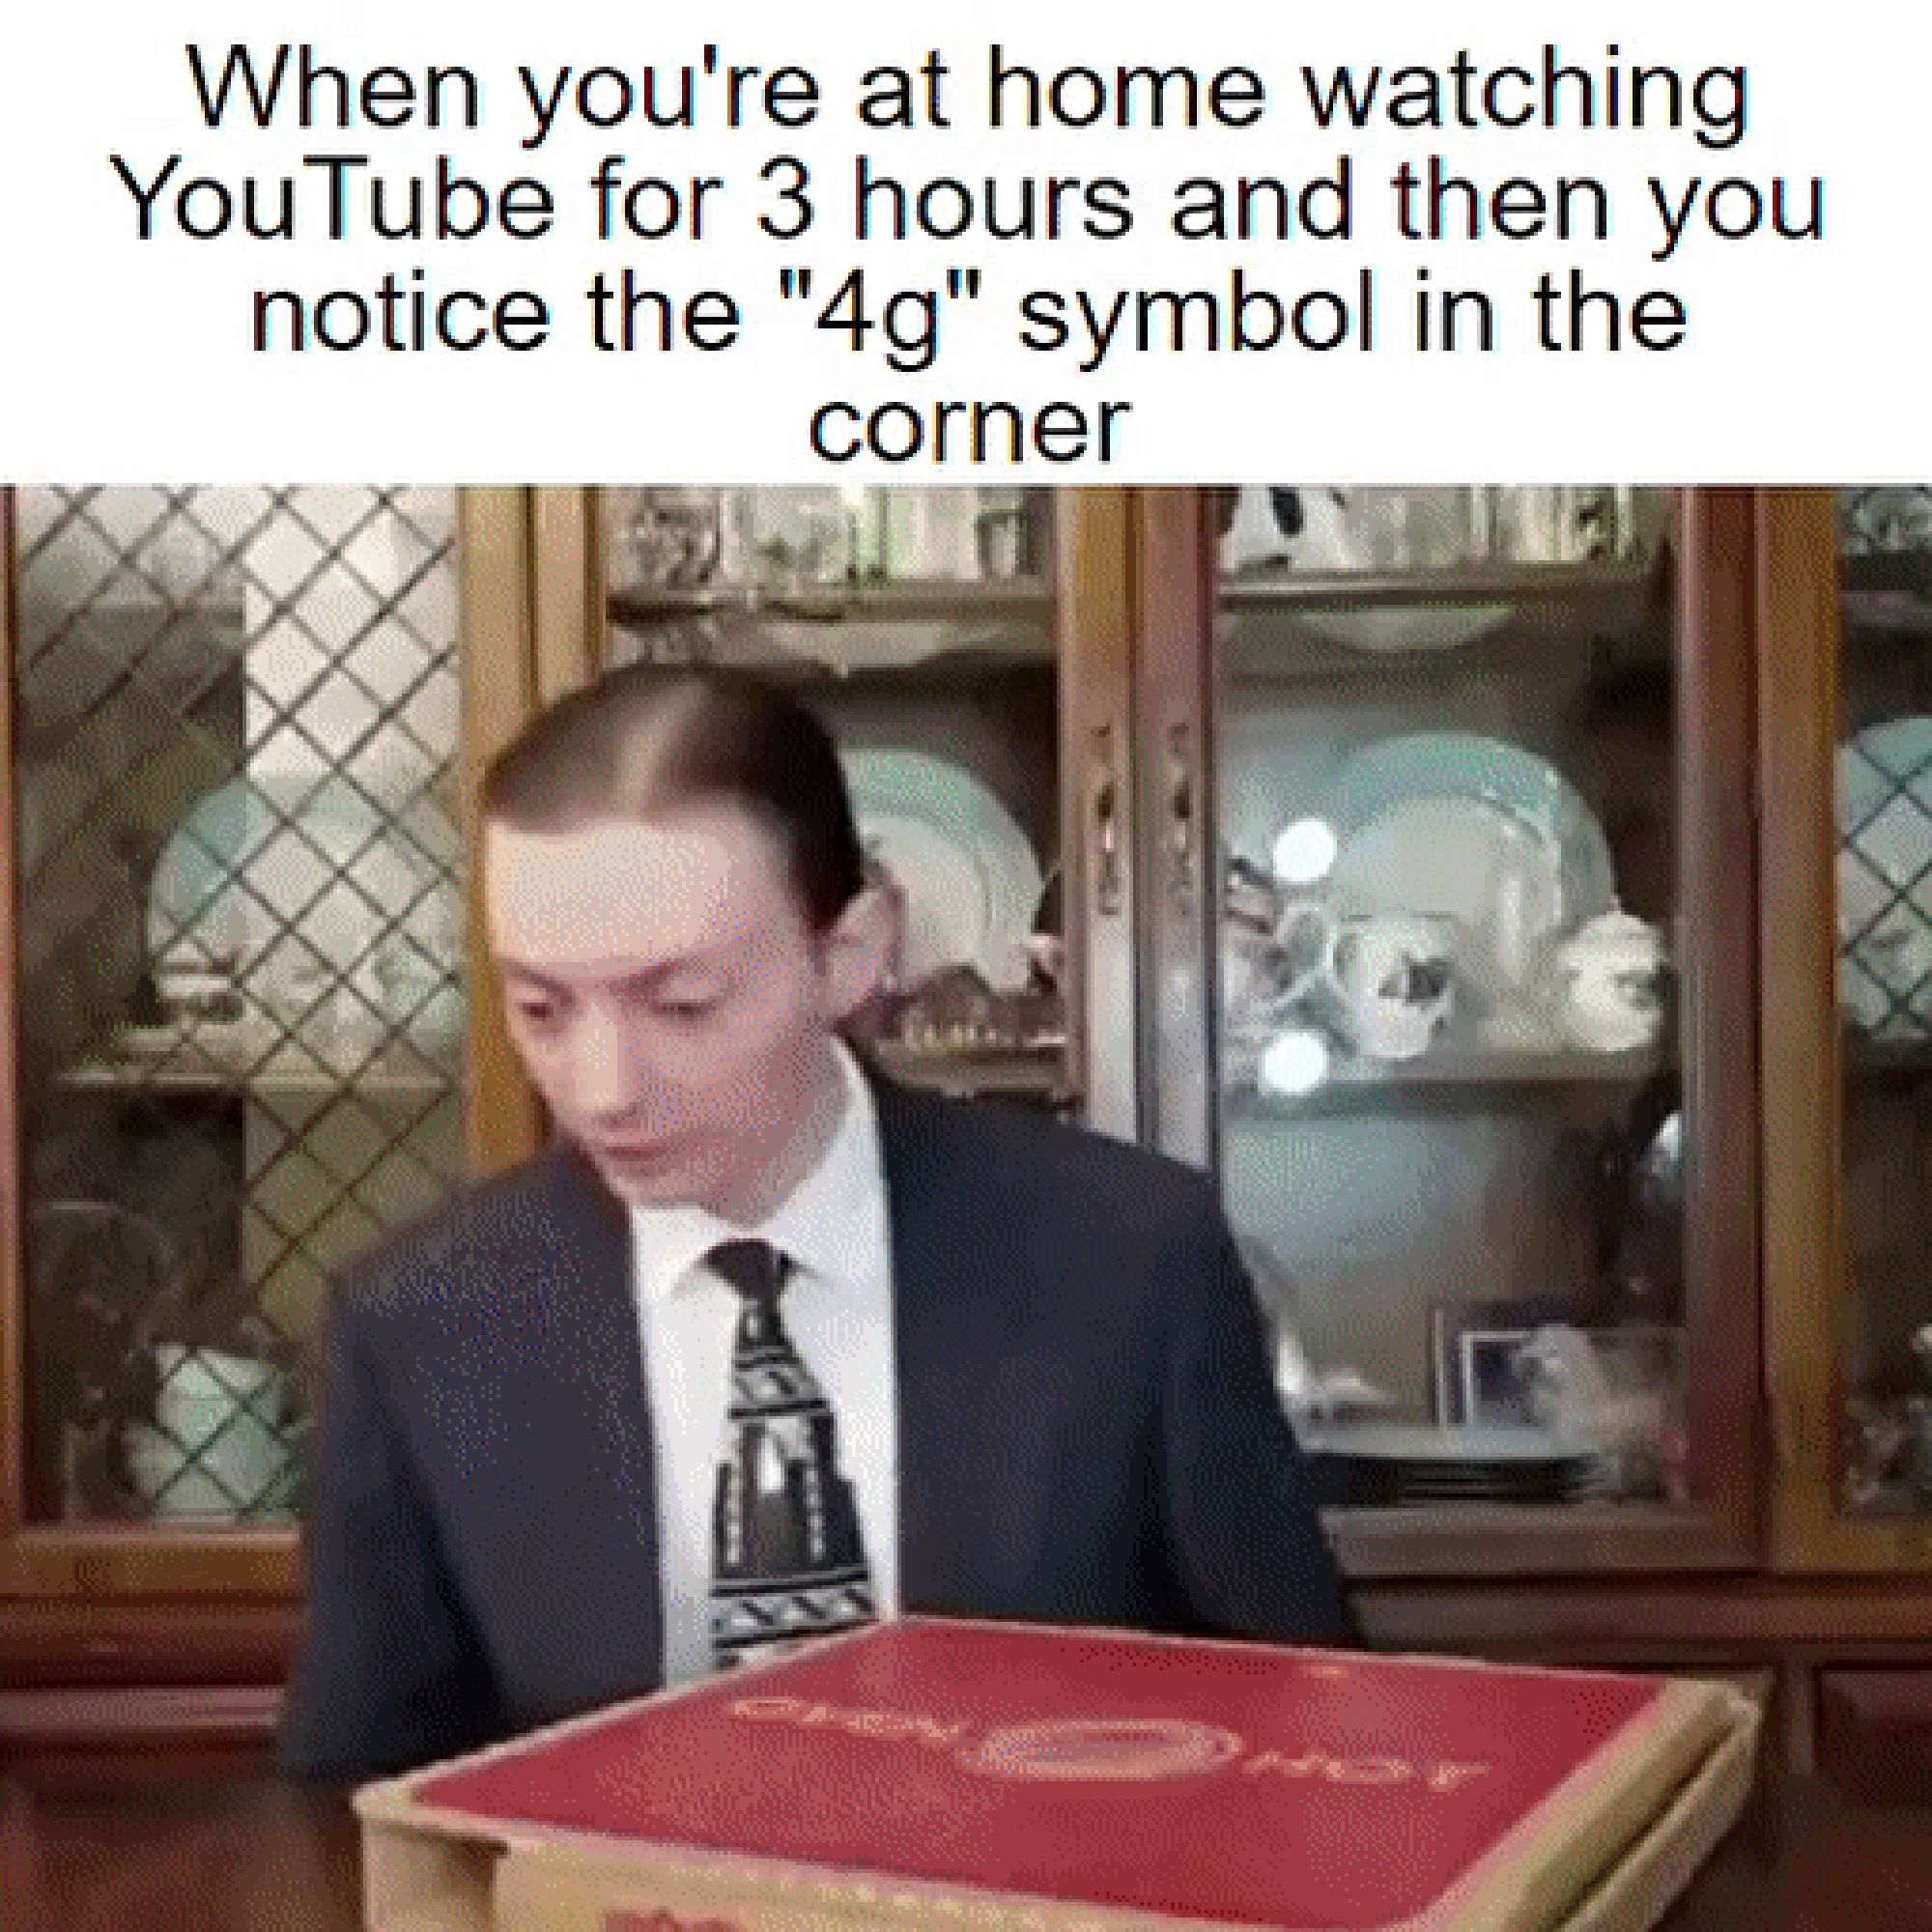 When you're at home watching
YouTube for 3 hours and then you
notice the "4g" symbol in the
corner